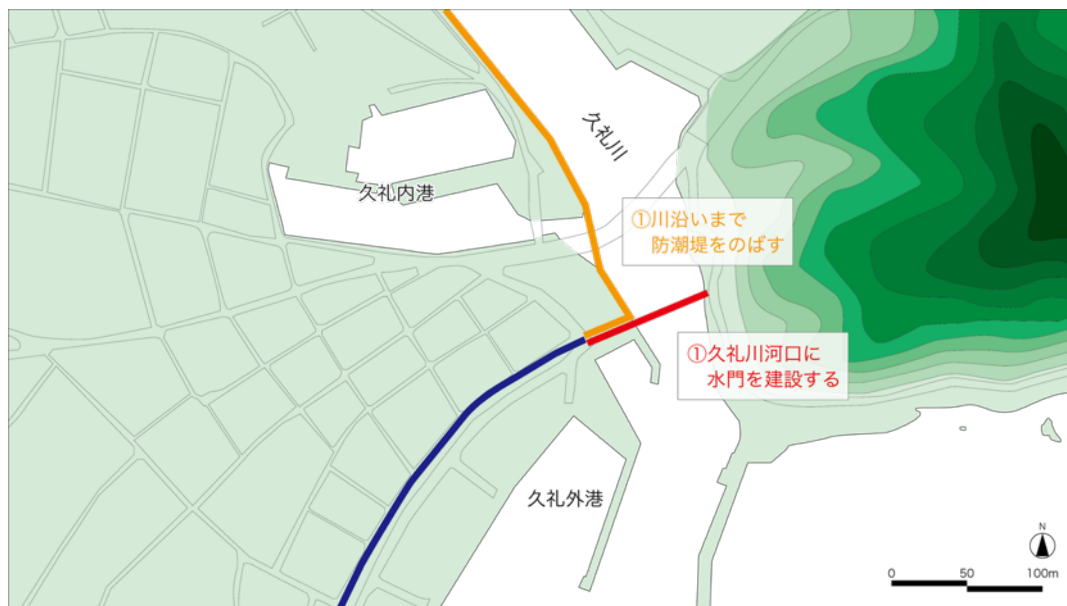 久礼川
久礼内港
①川沿いまで
防潮堤をのばす
①久礼川河口に
水門を建設する
久礼外港
N
0 50 100m